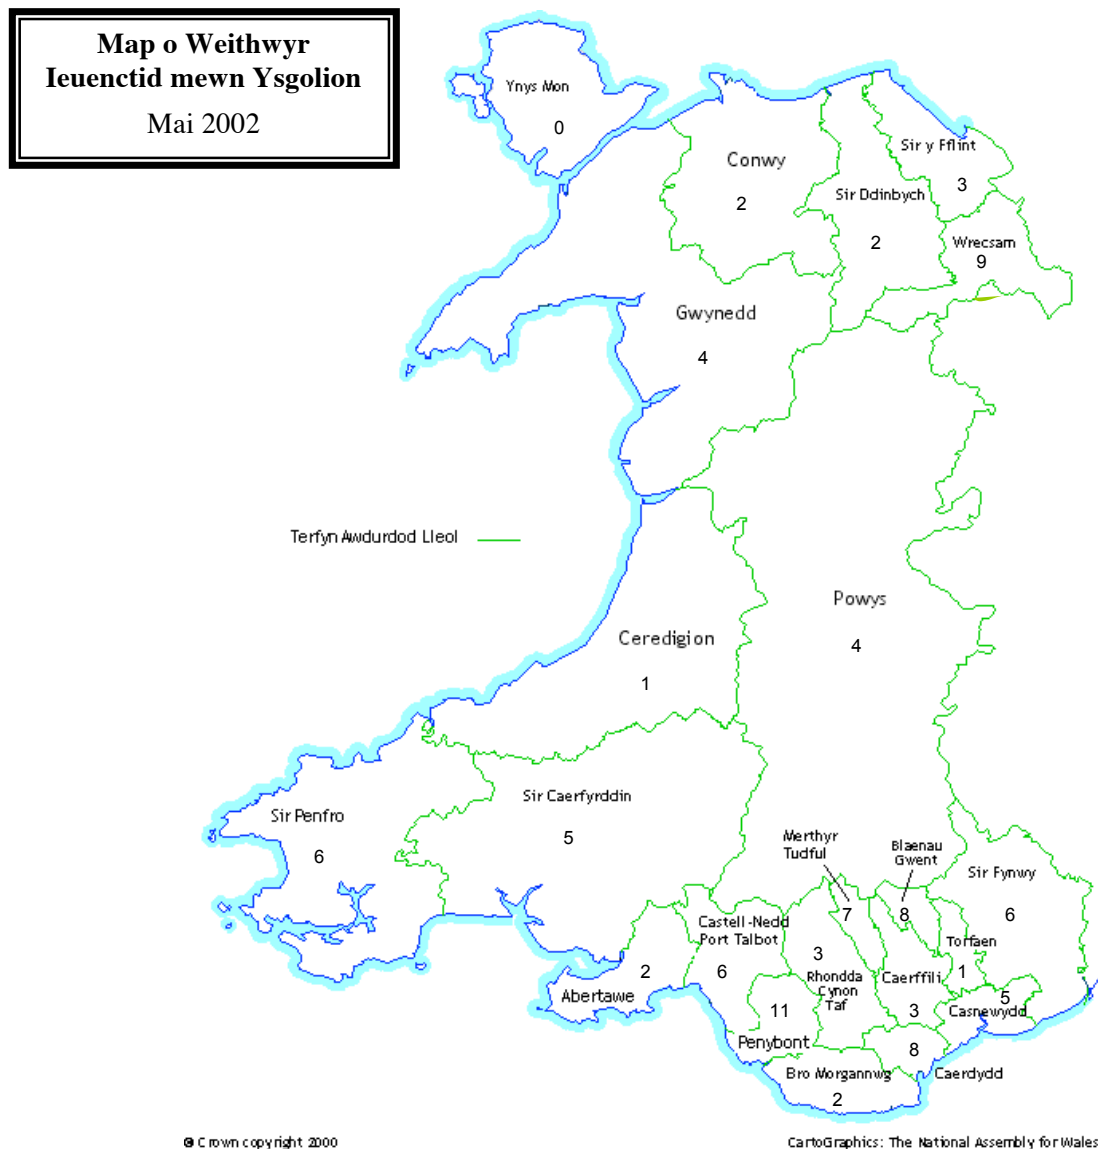 Map o Weithwyr
Ieuenctid mewn Ysgolion
Mai 2002
Ynys Mon
0
Conwy
2
Sir Ddinbych
2
Sir y Fflint
3
Wrecsam
9
Gwynedd
4
Terfyn Awdurdod Lleol
Powys
4
Ceredigion
1
Sir Caerfyrddin
5
Sir Penfro
6
Merthyr
Tudful
7
Blaenau
Gwent
8
Sir Fynwy
6
Castell-Nedd
Port Talbot
6
3
Rhondda
Cynon
Taf
Torfaen
1
Caerffili
3
5
Casnewydd
2
Abertawe
11
Penybont
8
Caerdydd
Bro Morgannwg
2
© Crown copyright 2000
CartoGraphics: The National Assembly for Wales